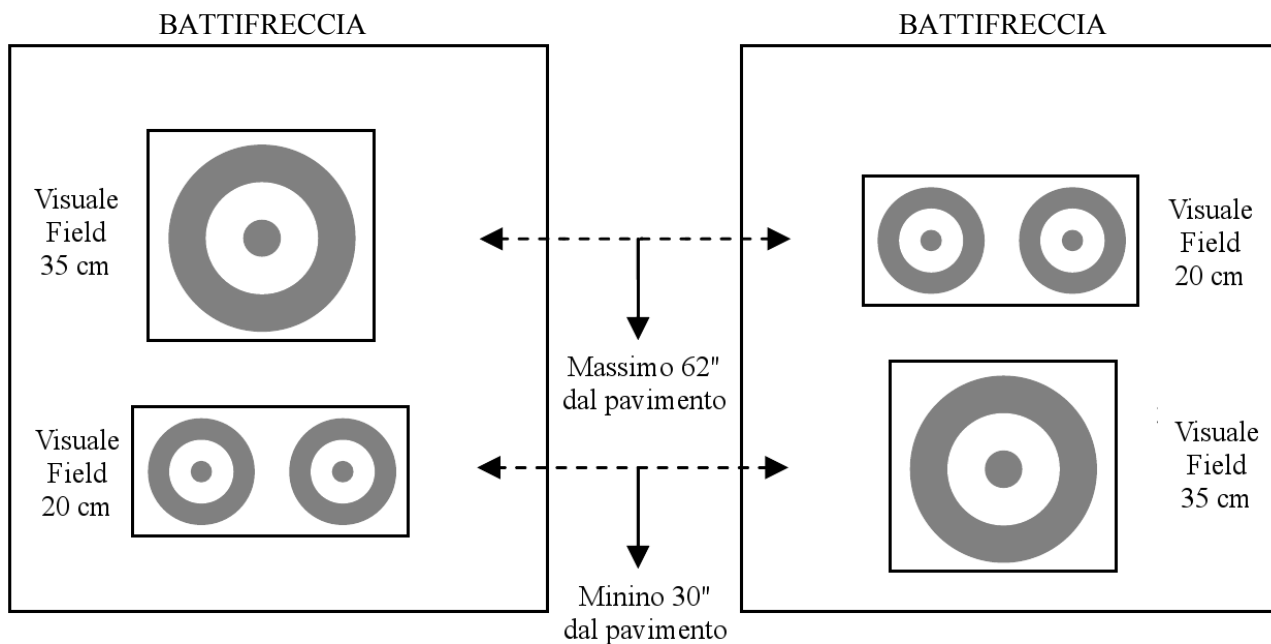 BATTIFRECCIA
BATTIFRECCIA
Visuale
Field
35 cm
Visuale
Field
20 cm
Massimo 62"
dal pavimento
Visuale
Field
20 cm
Visuale
Field
35 cm
Minino 30"
dal pavimento